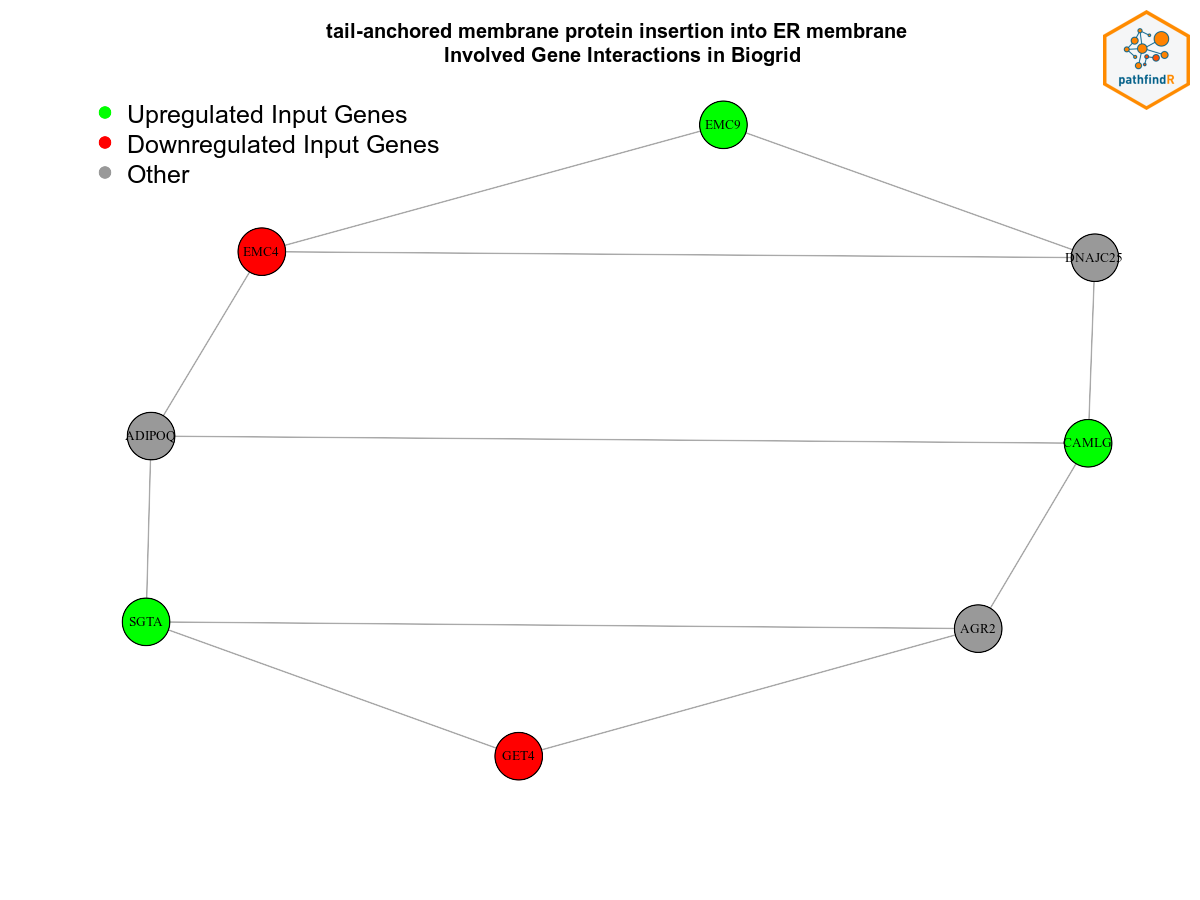 tail-anchored membrane protein insertion into ER membrane
Involved Gene Interactions in Biogrid
pathfindR
Upregulated Input Genes
Downregulated Input Genes
Other
EMC9
EMC4
DNAJC25
ADIPOQ
CAMLG
SGTA
AGR2
GET4